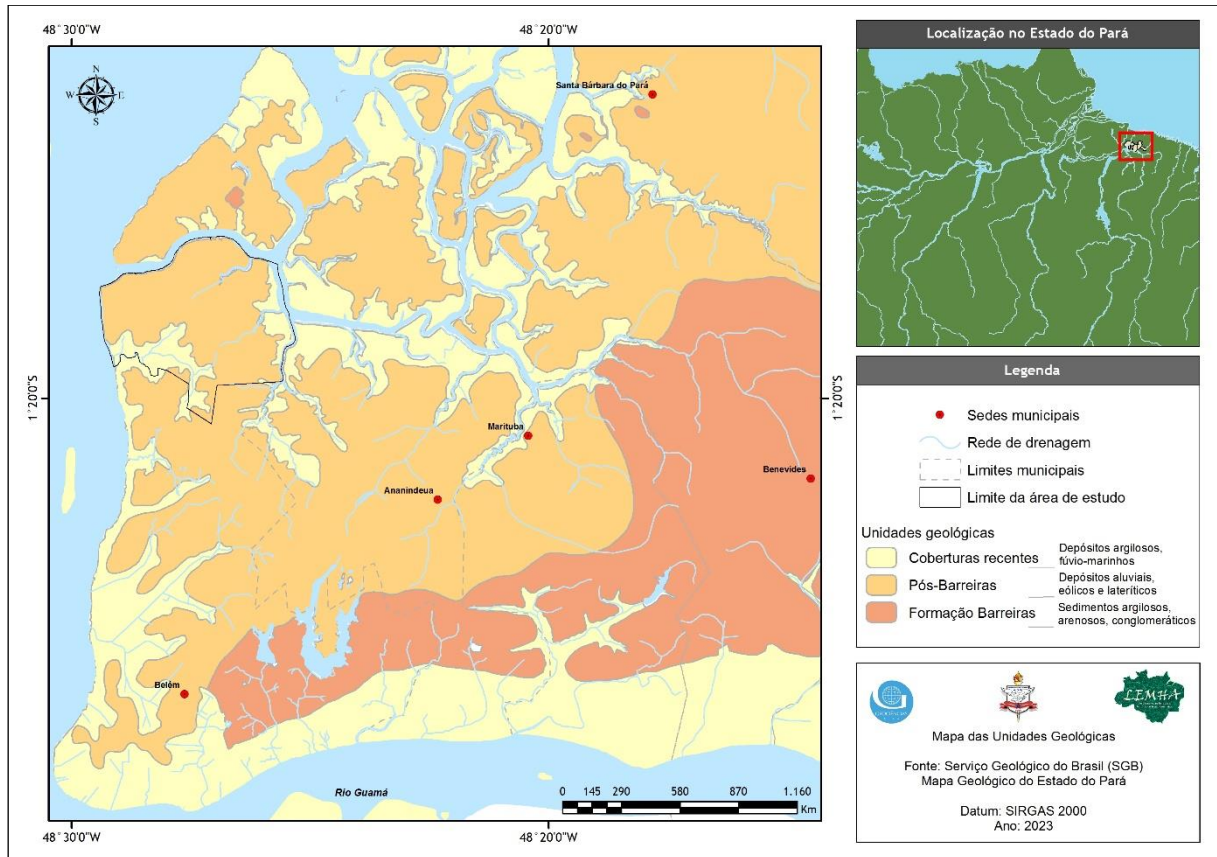 48°30'0"W
48°20'0"W
N
W
E
S
Santa Bárbara do Pará
1°20'0"S
1°20'0"S
Marituba
Benevides
Ananindeua
Belém
Rio Guamá
0 145 290 580 870 1.160
Km
48°30'0"W
48°20'0"W
Localização no Estado do Pará
Legenda
Sedes municipais
Rede de drenagem
Limites municipais
Limite da área de estudo
Unidades geológicas
Coberturas recentes
Depósitos argilosos,
flúvio-marinhos
Pós-Barreiras
Depósitos aluviais,
eólicos e lateríticos
Formação Barreiras
Sedimentos argilosos,
arenosos, conglomeráticos
LEMHA
Mapa das Unidades Geológicas
Fonte: Serviço Geológico do Brasil (SGB)
Mapa Geológico do Estado do Pará
Datum: SIRGAS 2000
Ano: 2023